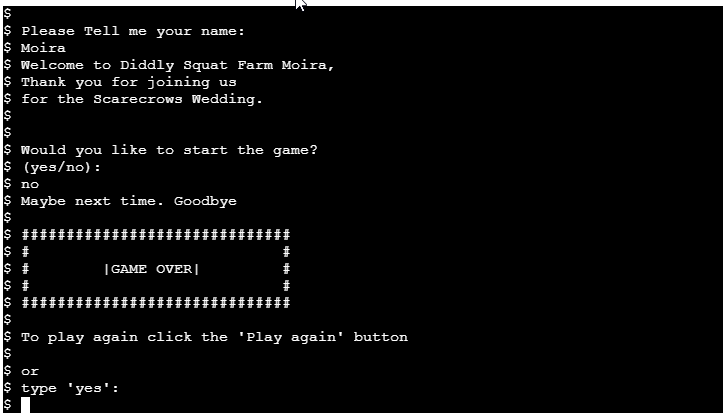 $
$ Please Tell me your name:
$ Moira
$ Welcome to Diddly Squat Farm Moira,
$ Thank you for joining us
$ for the Scarecrows Wedding.
$
$
$ Would you like to start the game?
$ (yes/no):
$ no
$ Maybe next time. Goodbye
$
$ ##############################
$ #                            #
$ #        |GAME OVER|         #
$ #                            #
$ ##############################
$
$ To play again click the 'Play again' button
$
$ or
$ type 'yes':
$